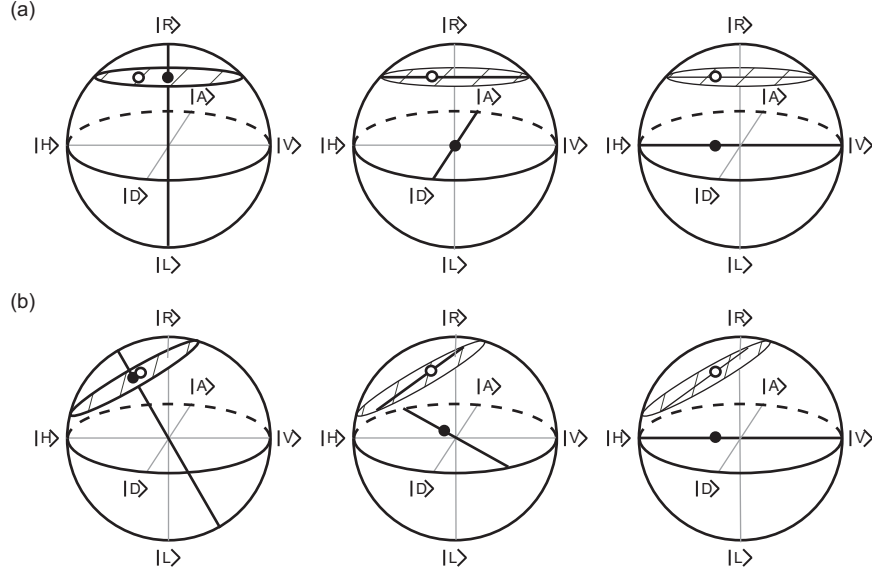 (a)
|R⟩ |R⟩ |R⟩
|A⟩ |A⟩ |A⟩
|H⟩ |V⟩ |H⟩ |V⟩ |H⟩ |V⟩
|D⟩ |D⟩ |D⟩
|L⟩ |L⟩ |L⟩
(b)
|R⟩ |R⟩ |R⟩
|A⟩ |A⟩ |A⟩
|H⟩ |V⟩ |H⟩ |V⟩ |H⟩ |V⟩
|D⟩ |D⟩ |D⟩
|L⟩ |L⟩ |L⟩